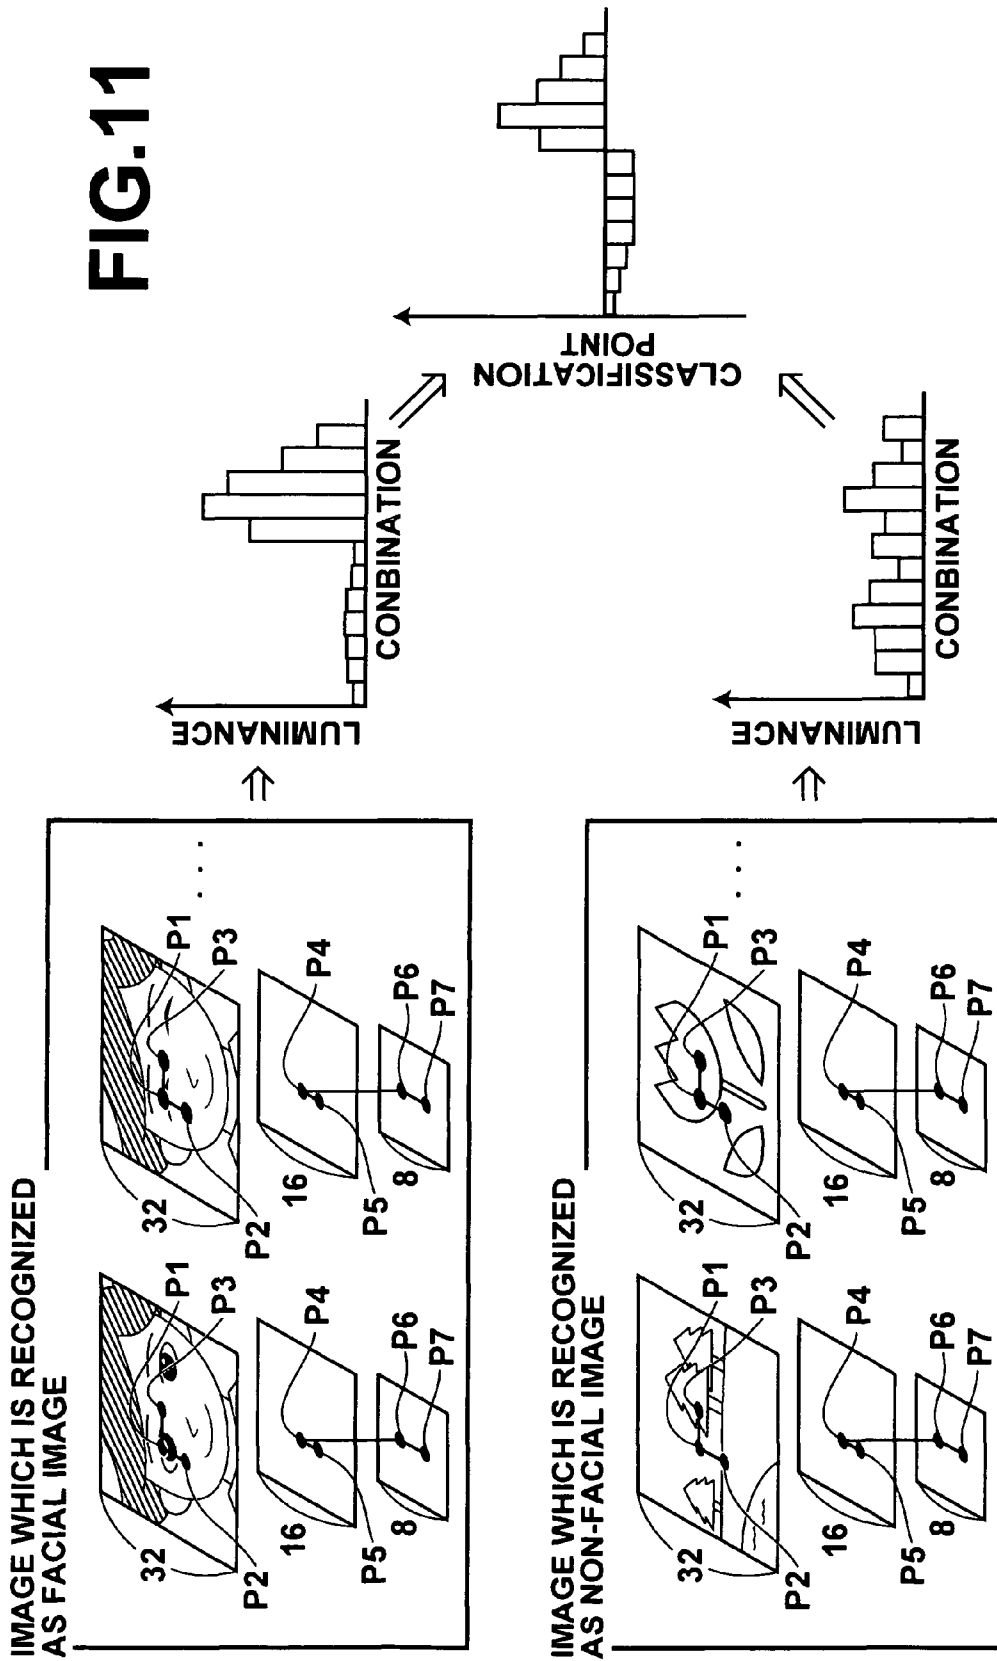 FIG.11
IMAGE WHICH IS RECOGNIZED
AS FACIAL IMAGE
32
P1
P3
P2
16
P4
P5
8
P6
P7
32
P1
P3
P2
16
P4
P5
8
P6
P7
. . .
LUMINANCE
CONBINATION
CLASSIFICATION
POINT
IMAGE WHICH IS RECOGNIZED
AS NON-FACIAL IMAGE
32
P1
P3
P2
16
P4
P5
8
P6
P7
32
P1
P3
P2
16
P4
P5
8
P6
P7
. . .
LUMINANCE
CONBINATION